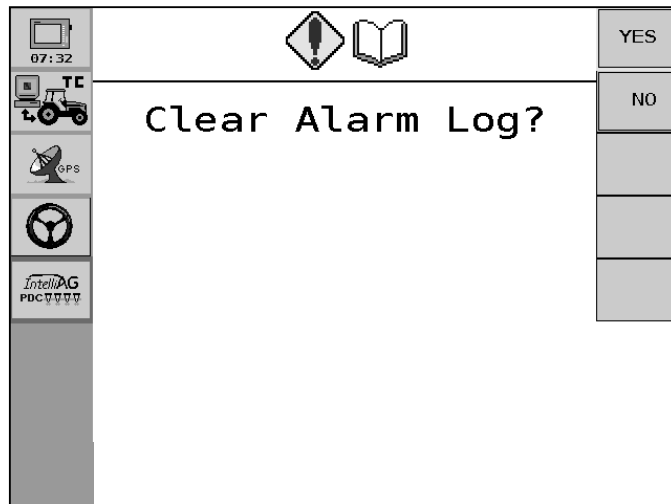 07:32
TC
GPS
IntelliAG
PDC
Clear Alarm Log?
YES
NO